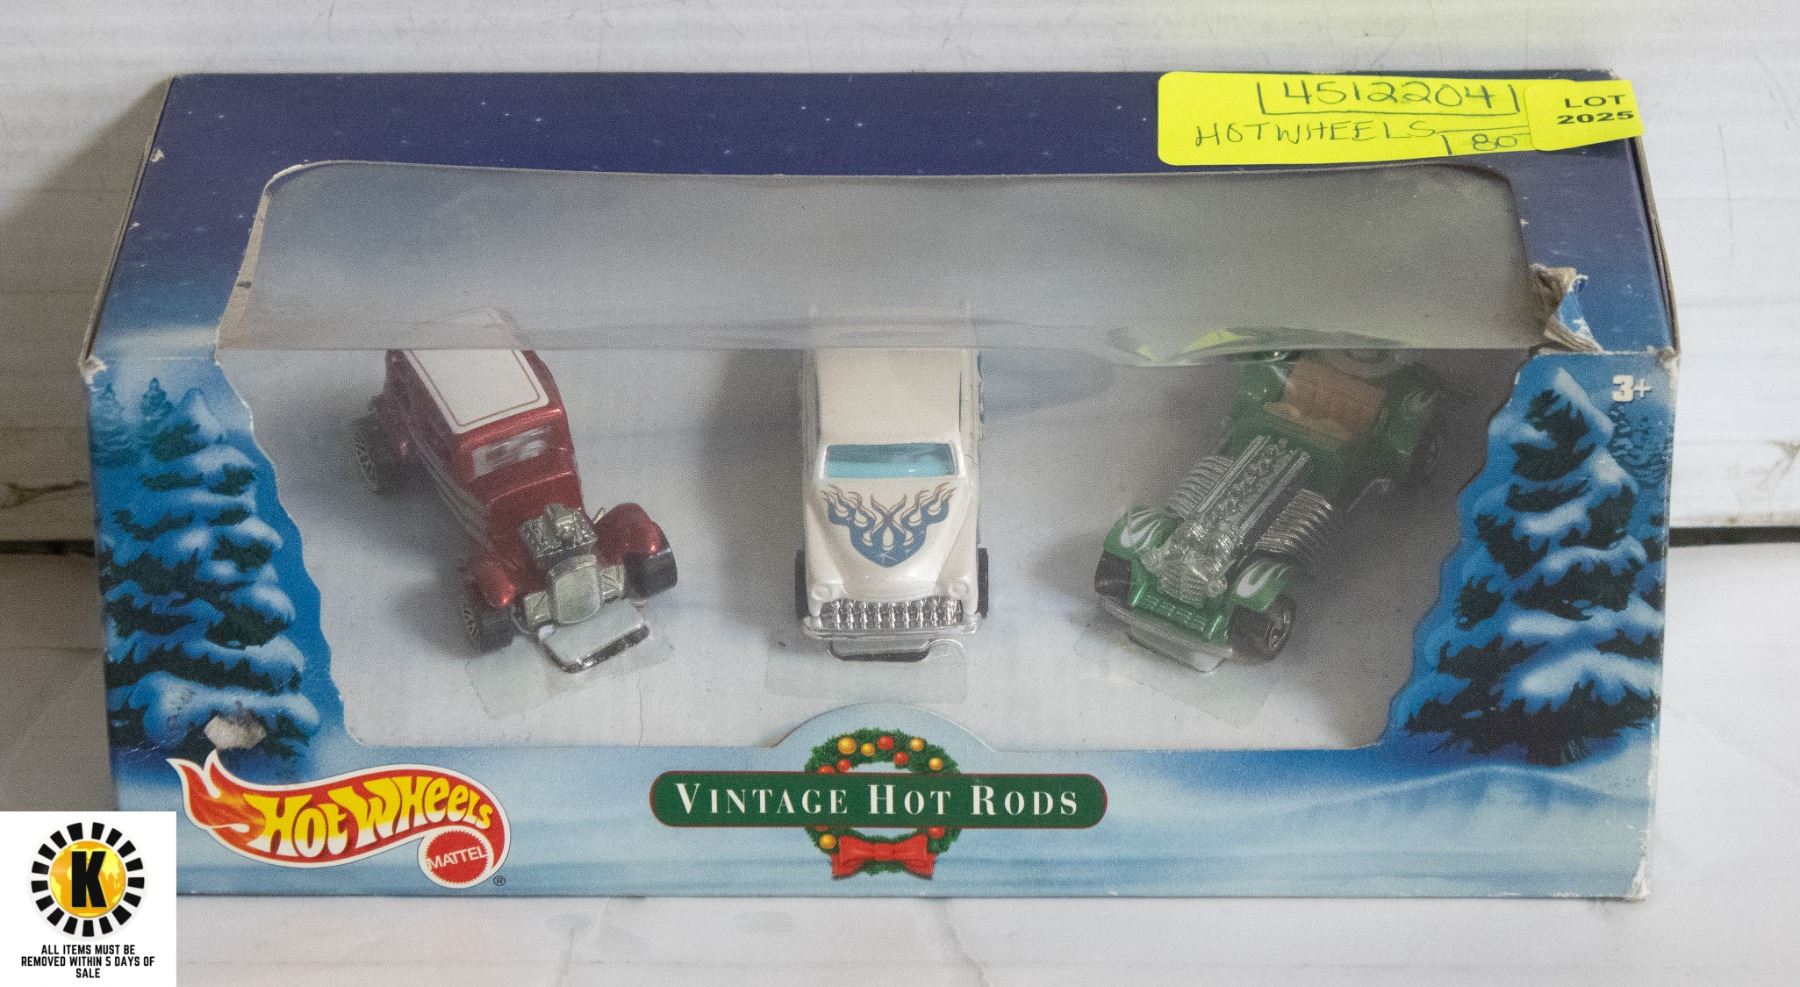 4512204
HOTWHEELS
1 80
LOT
2025
3+
HOT WHEELS
MATTEL
®
VINTAGE HOT RODS
K
ALL ITEMS MUST BE
REMOVED WITHIN 5 DAYS OF
SALE